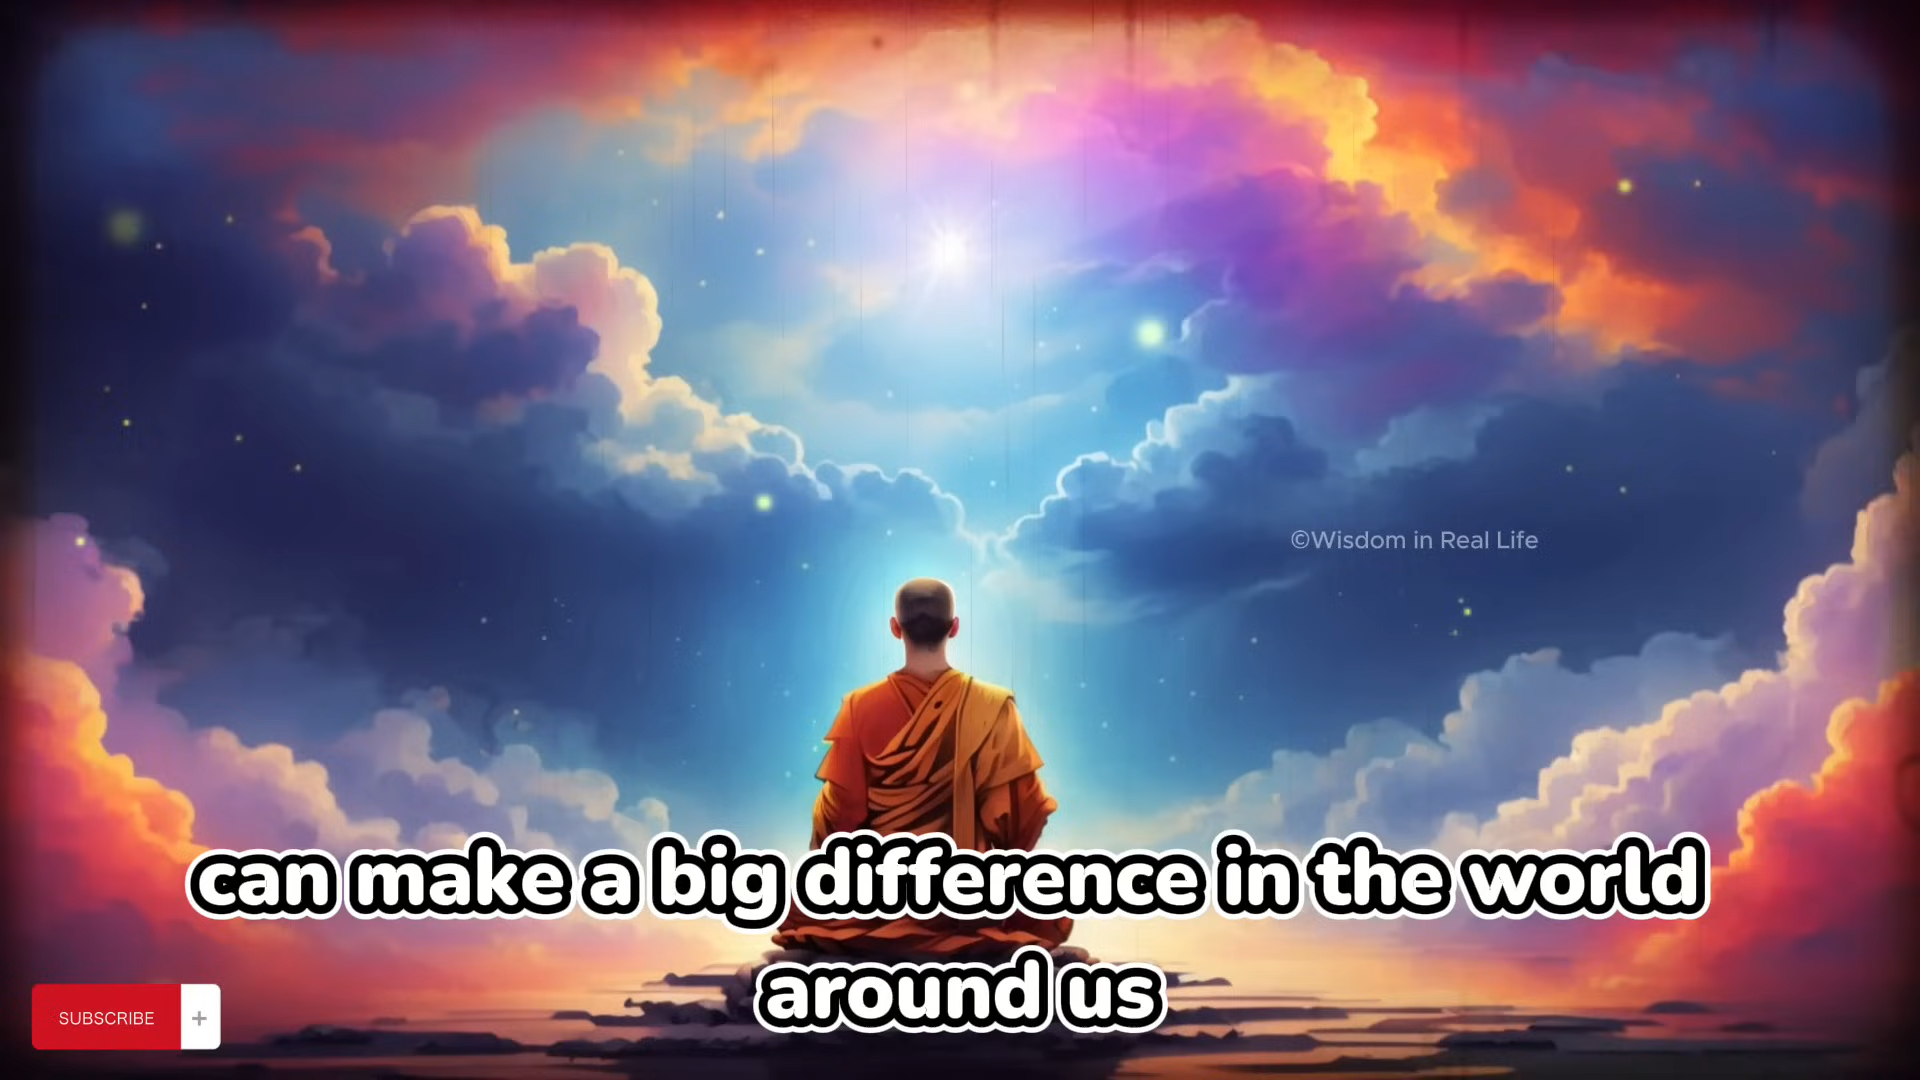 ©Wisdom in Real Life
can make a big difference in the world
around us
SUBSCRIBE +